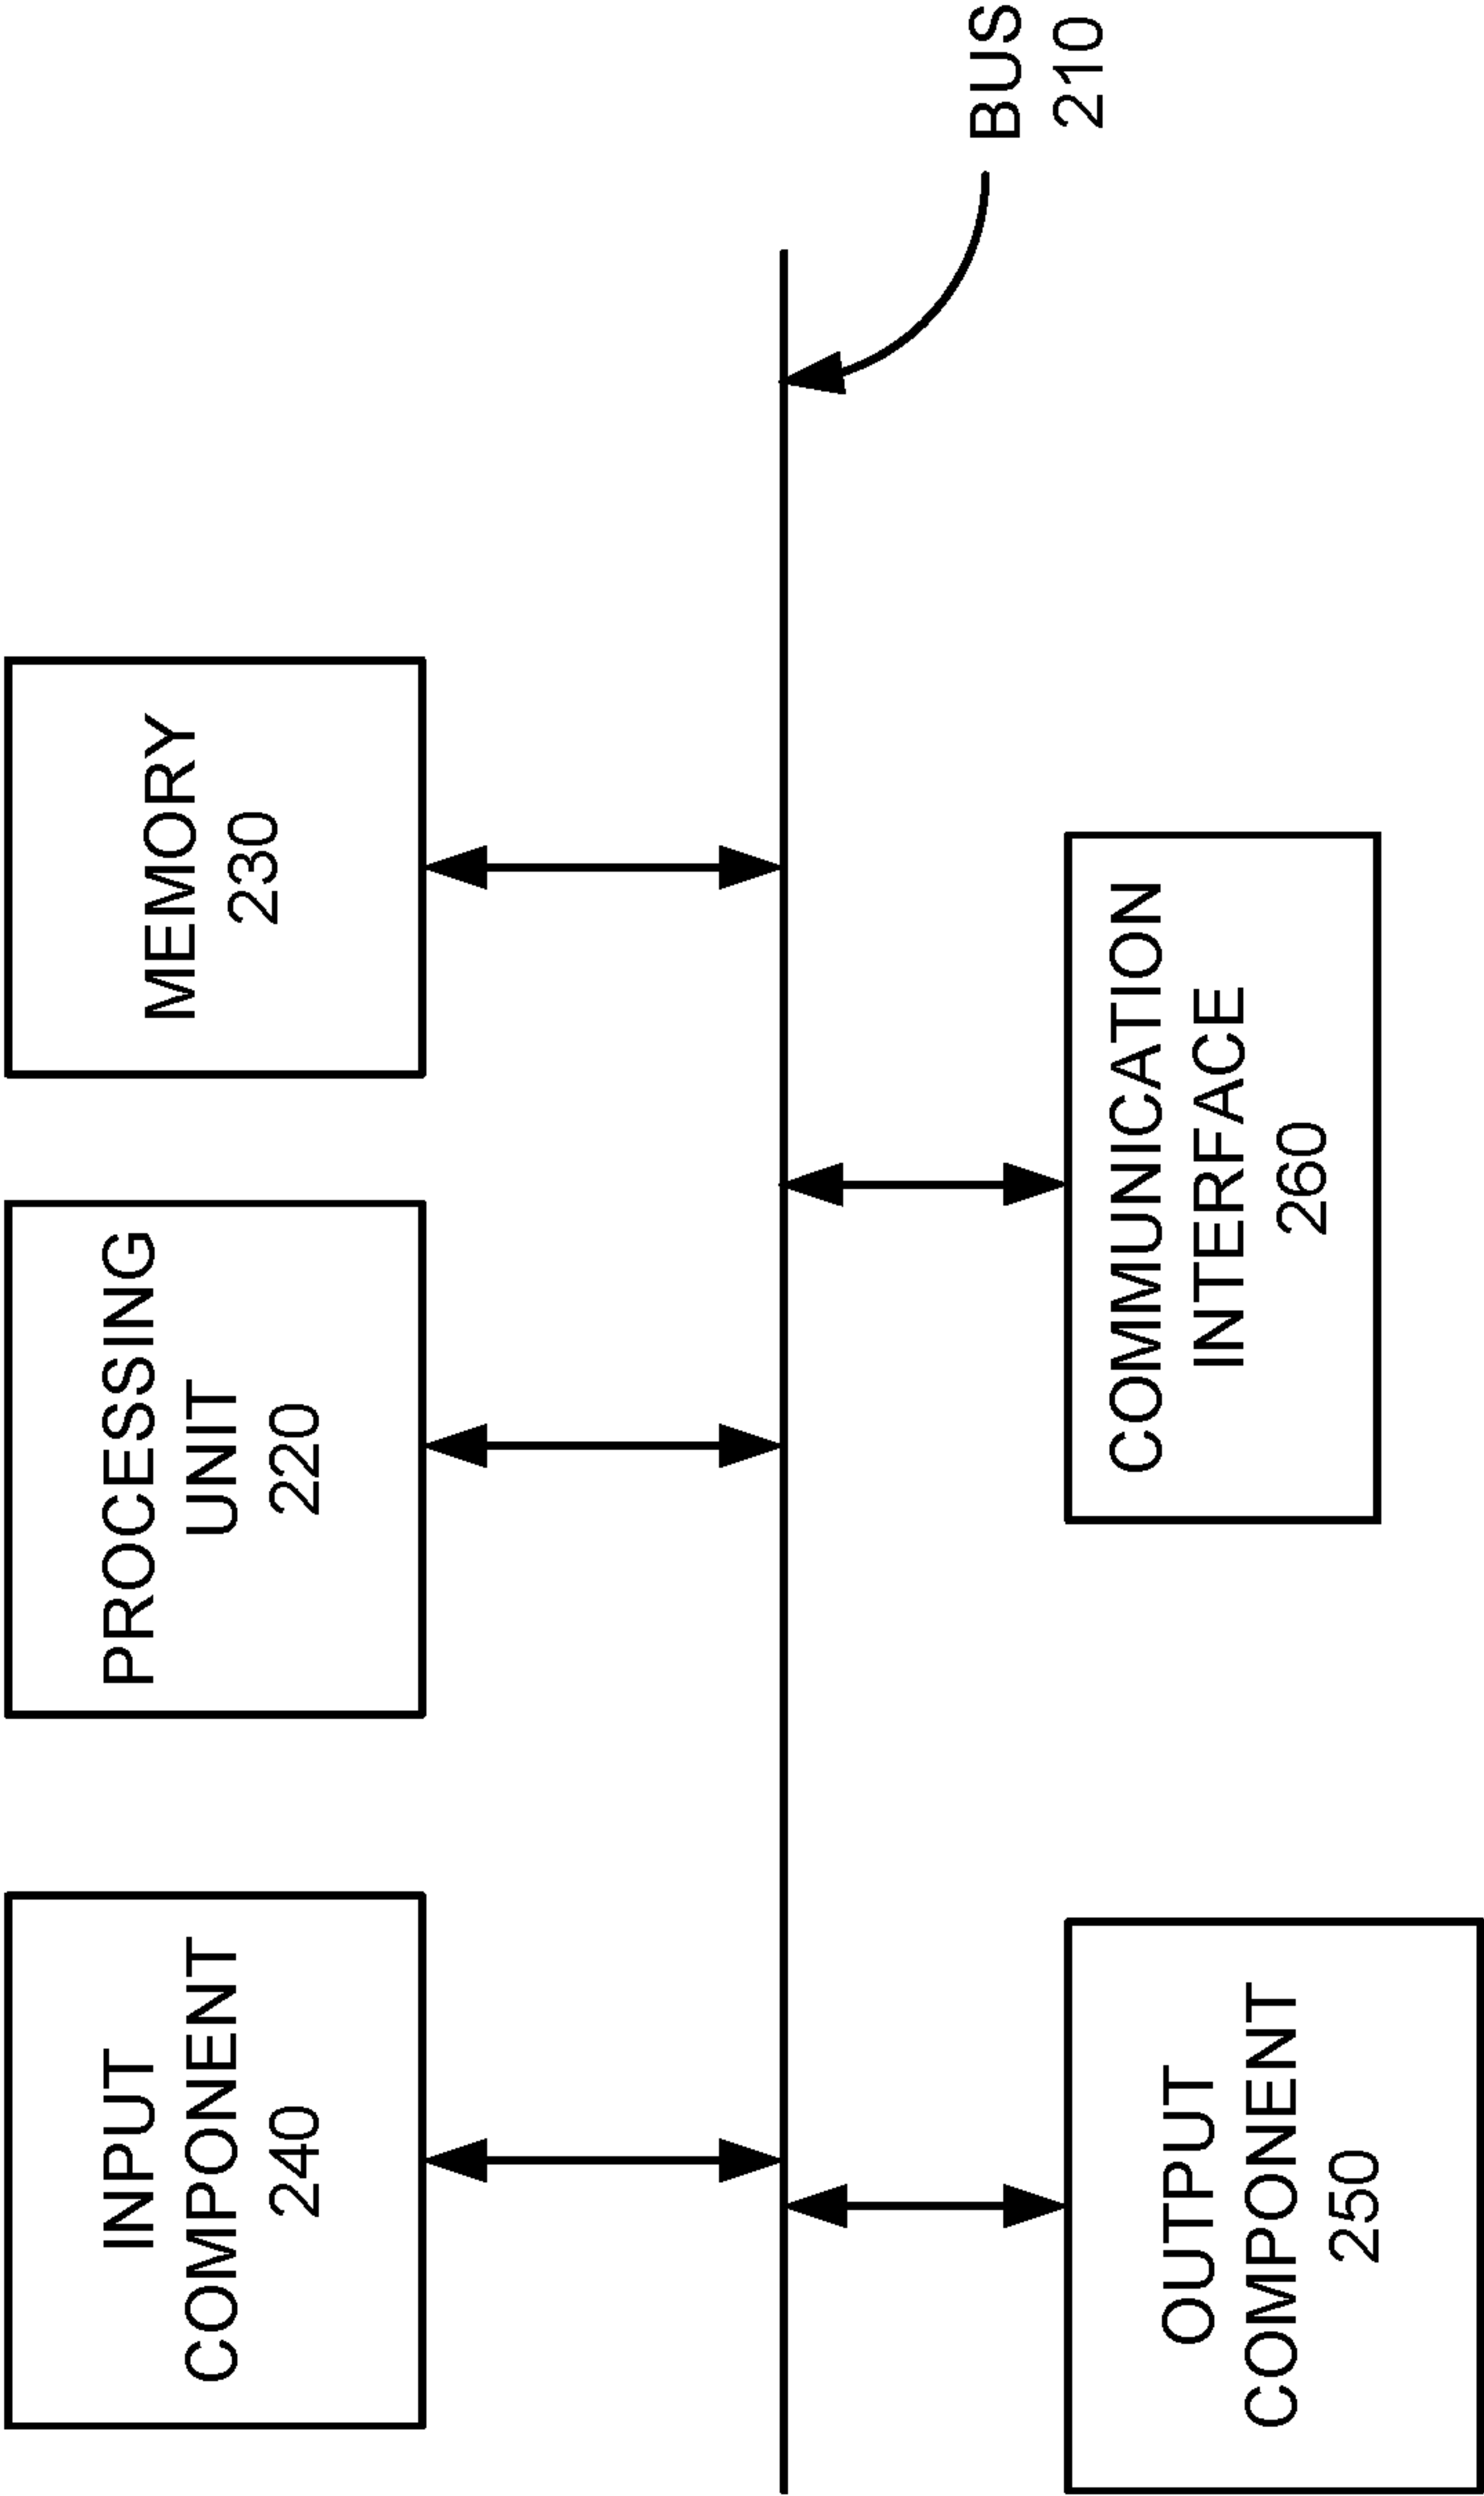 INPUT
COMPONENT
240
PROCESSING
UNIT
220
MEMORY
230
BUS
210
OUTPUT
COMPONENT
250
COMMUNICATION
INTERFACE
260